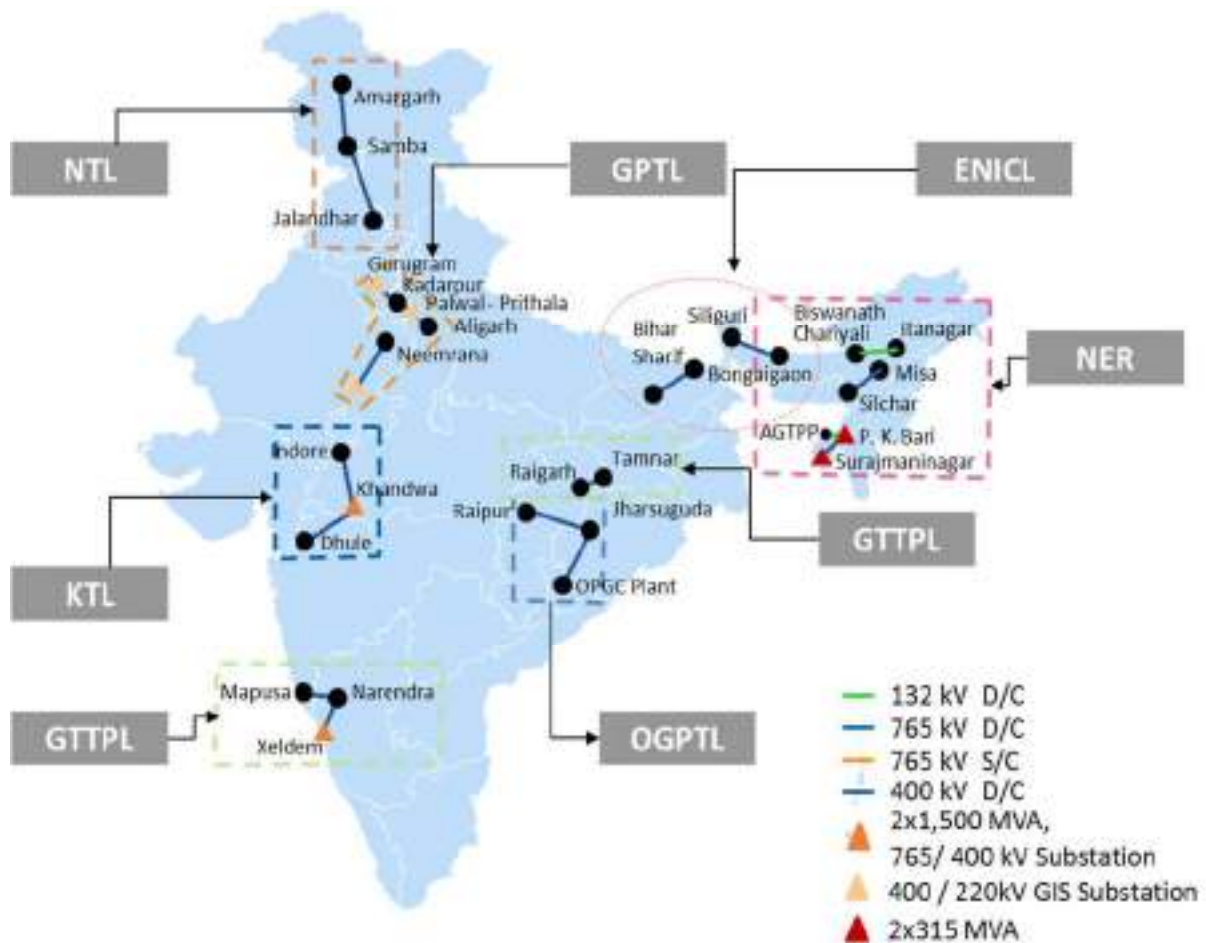 Amargarh
Samba
NTL
GPTL
ENICL
Jalandhar
Gurugram
Kadarpur
Palwal - Prithala
Aligarh
Neemrana
Siliguri
Bihar
Sharif
Bongaigaon
Biswanath
Chariyali
Itanagar
Misa
NER
Silchar
AGTPP
P. K. Bari
Surajmaninagar
Indore
Khandwa
Dhule
KTL
Tamnar
Raigarh
Raipur
Jharsuguda
GTTPL
OPGC Plant
Mapusa
Narendra
GTTPL
Xeldem
OGPTL
132 kV D/C
765 kV D/C
765 kV S/C
400 kV D/C
2x1,500 MVA,
765/ 400 kV Substation
400 / 220kV GIS Substation
2x315 MVA